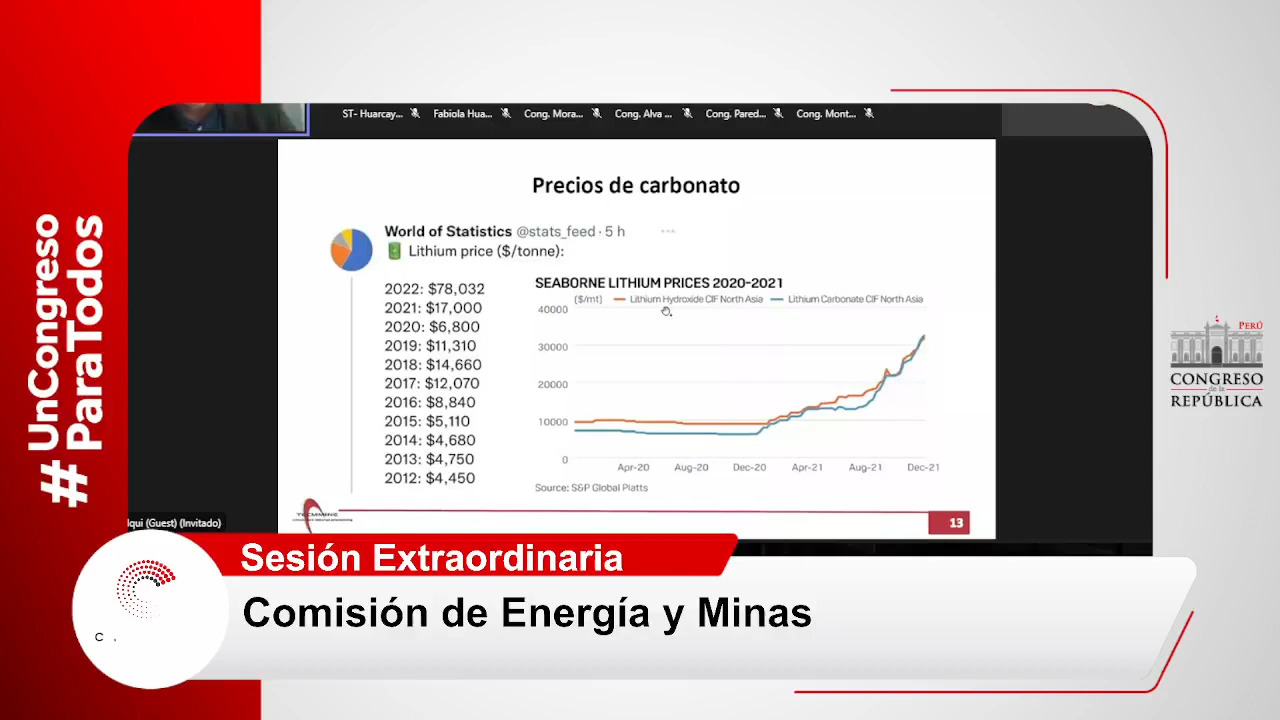 #UnCongreso
ParaTodos
ST- Huarcay...
Fabiola Hua...
Cong. Mora...
Cong. Alva ...
Cong. Pared...
Cong. Mont...
Precios de carbonato
World of Statistics @stats_feed · 5 h
Lithium price ($/tonne):
2022: $78,032
2021: $17,000
2020: $6,800
2019: $11,310
2018: $14,660
2017: $12,070
2016: $8,840
2015: $5,110
2014: $4,680
2013: $4,750
2012: $4,450
SEABORNE LITHIUM PRICES 2020-2021
($/mt) Lithium Hydroxide CIF North Asia Lithium Carbonate CIF North Asia
40000
30000
20000
10000
0
Apr-20 Aug-20 Dec-20 Apr-21 Aug-21 Dec-21
Source: S&P Global Platts
13
lqui (Guest) (Invitado)
PERÚ
CONGRESO
de la
REPÚBLICA
Sesión Extraordinaria
Comisión de Energía y Minas